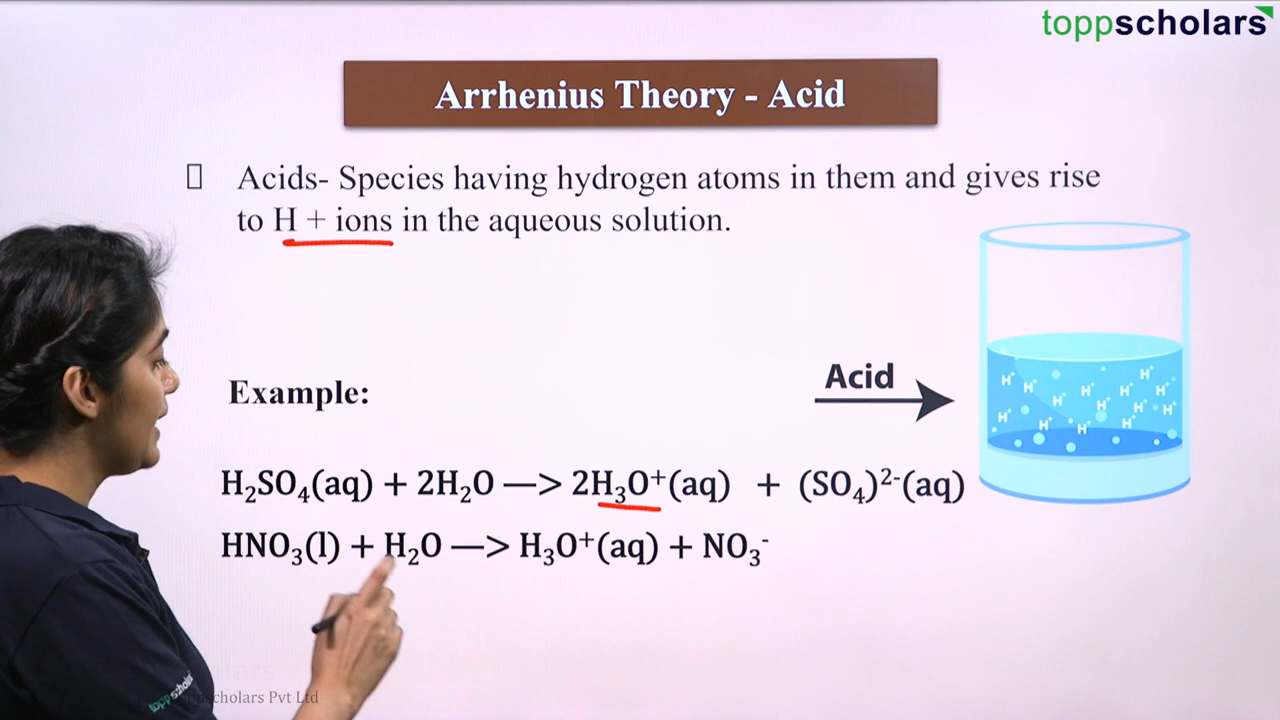 toppscholars
Arrhenius Theory - Acid
Acids- Species having hydrogen atoms in them and gives rise
to H + ions in the aqueous solution.
Example:
Acid
H⁺ H⁺ H⁺ H⁺ H⁺ H⁺ H⁺ H⁺ H⁺ H⁺ H⁺ H⁺ H⁺
H₂SO₄(aq) + 2H₂O —> 2H₃O⁺(aq) + (SO₄)²⁻(aq)
HNO₃(l) + H₂O —> H₃O⁺(aq) + NO₃⁻
toppscholars
scholars Pvt Ltd